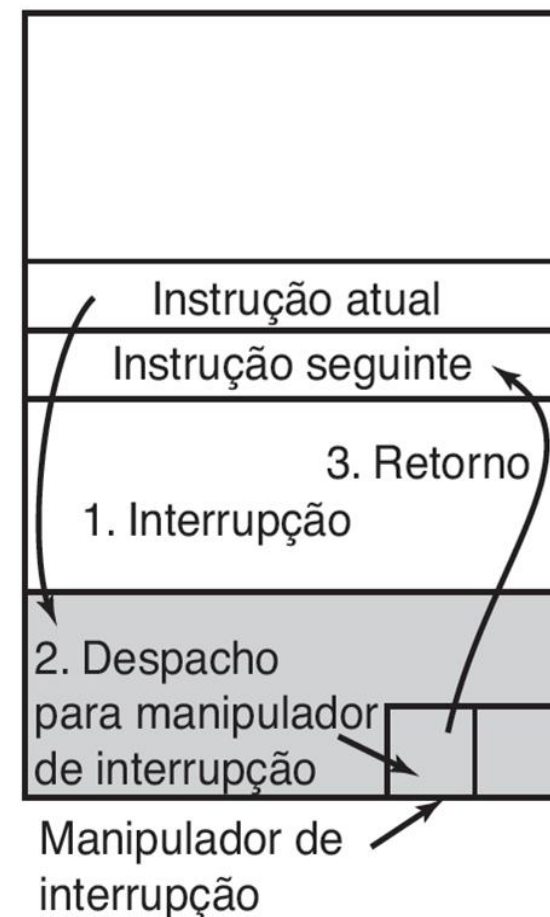 Instrução atual
Instrução seguinte
3. Retorno
1. Interrupção
2. Despacho
para manipulador
de interrupção
Manipulador de
interrupção